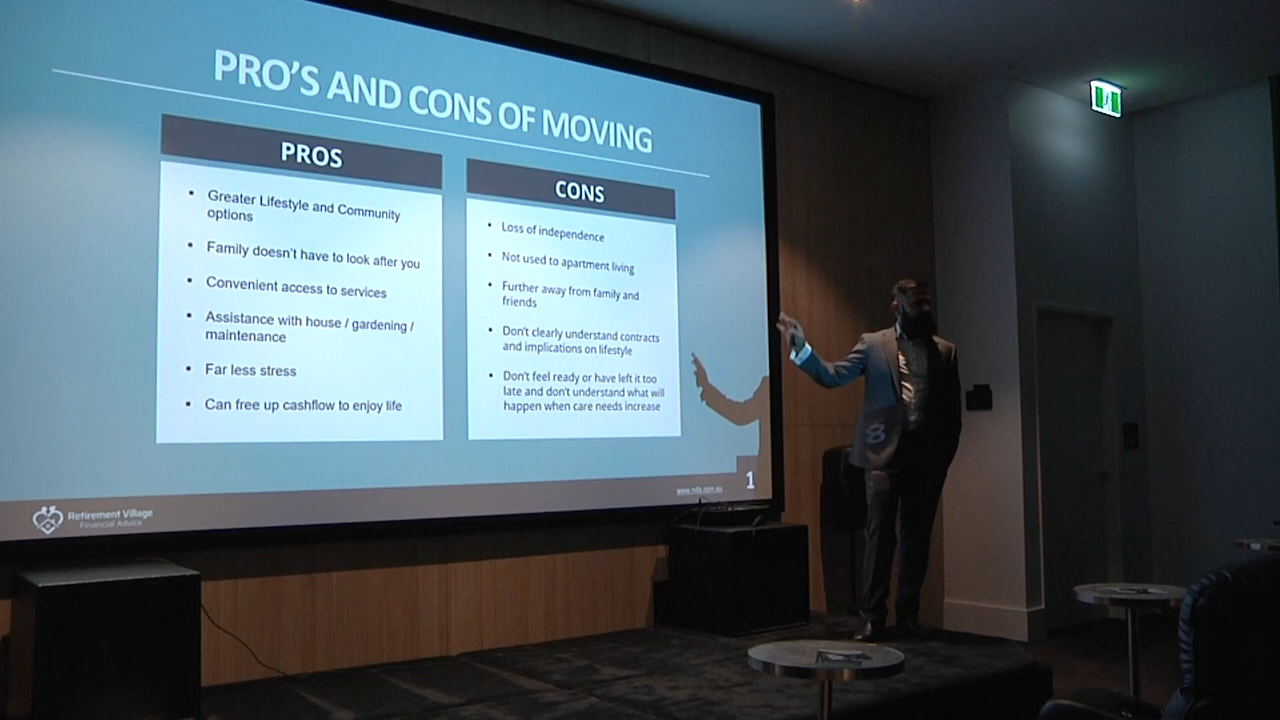 PRO'S AND CONS OF MOVING
PROS
• Greater Lifestyle and Community
options
• Family doesn't have to look after you
• Convenient access to services
• Assistance with house / gardening /
maintenance
• Far less stress
• Can free up cashflow to enjoy life
CONS
• Loss of independence
• Not used to apartment living
• Further away from family and
friends
• Don't clearly understand contracts
and implications on lifestyle
• Don't feel ready or have left it too
late and don't understand what will
happen when care needs increase
Retirement Village
Financial Advice
1
8